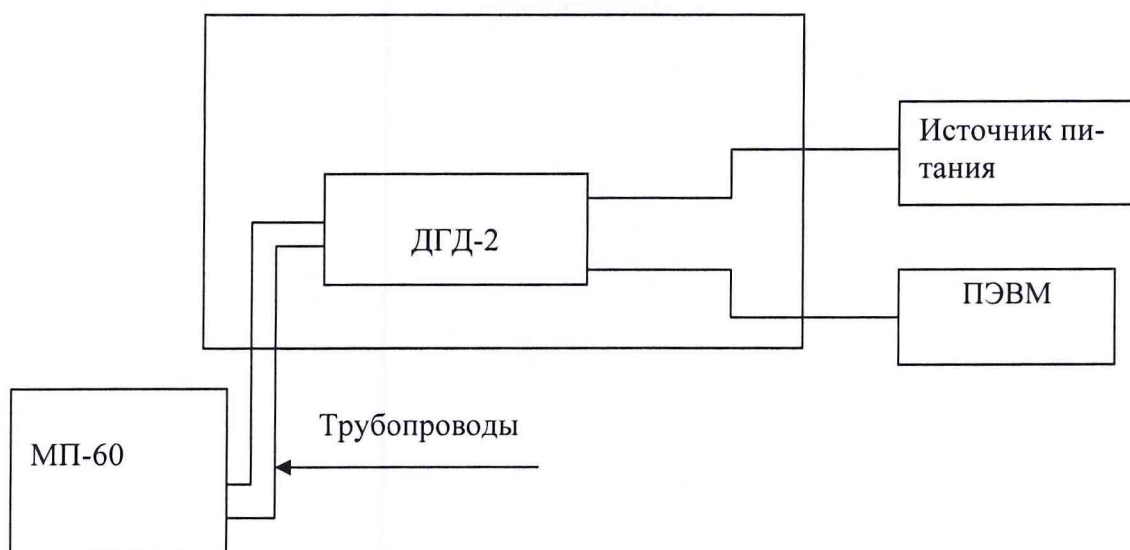 Источник пи-
тания
ДГД-2
ПЭВМ
Трубопроводы
МП-60